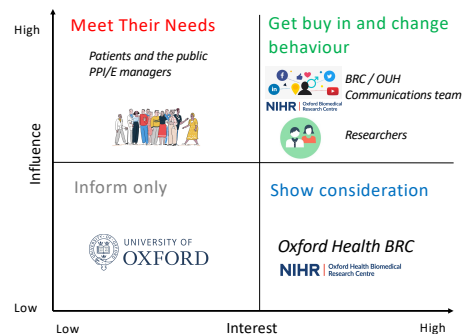 High
Meet Their Needs
Patients and the public
PPI/E managers
Get buy in and change
behaviour
BRC / OUH
Communications team
NIHR | Oxford Biomedical
Research Centre
Researchers
Influence
Inform only
UNIVERSITY OF
OXFORD
Show consideration
Oxford Health BRC
NIHR | Oxford Health Biomedical
Research Centre
Low
Low
Interest
High